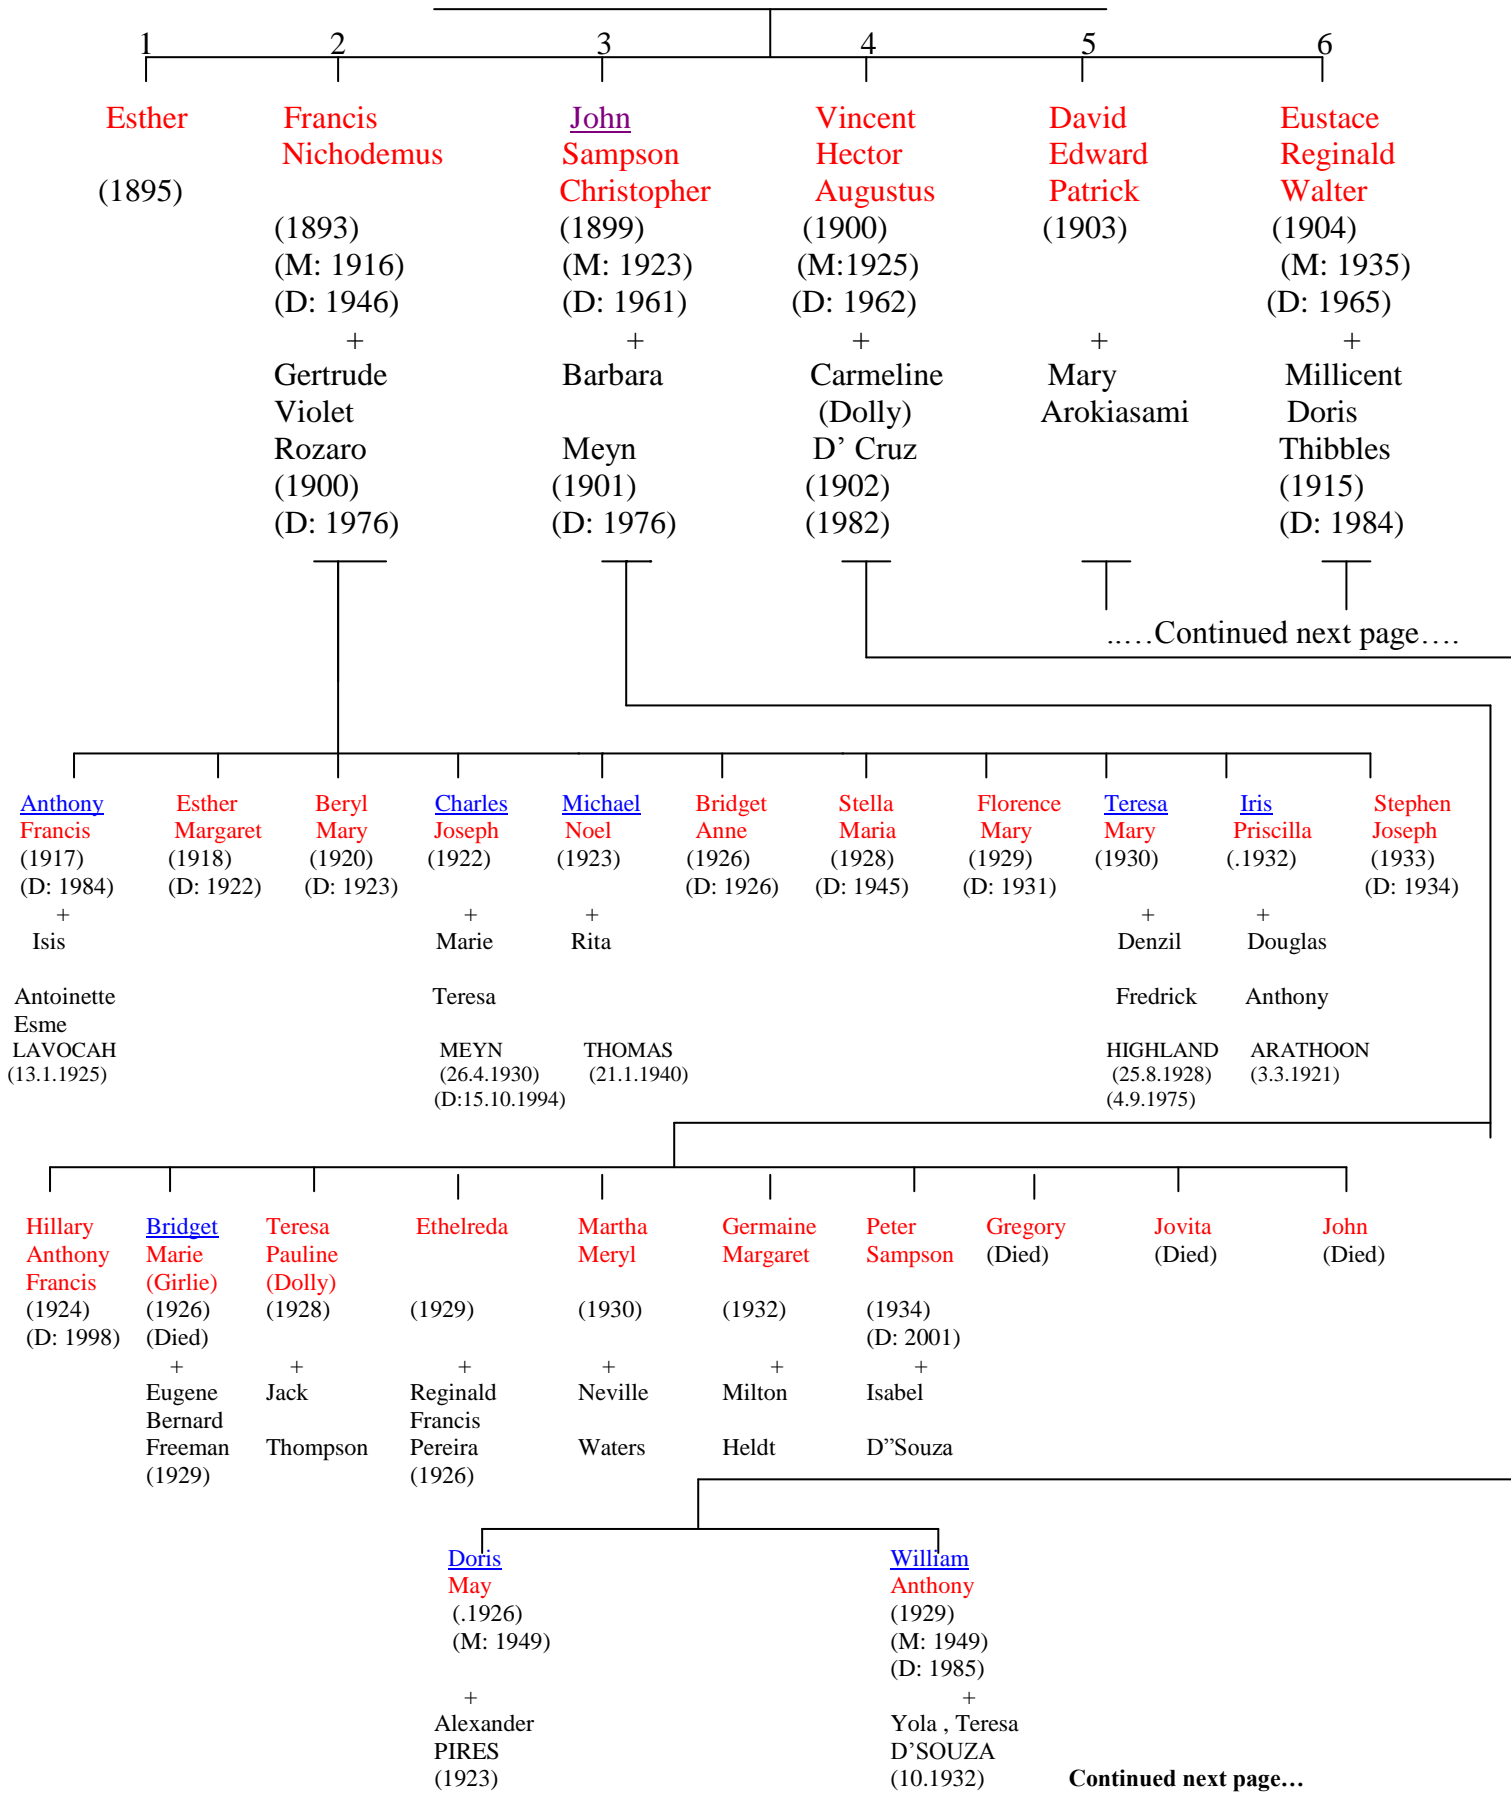 1 2 3 4 5 6
Esther Francis John Vincent David Eustace
Nichodemus Sampson Hector Edward Reginald
(1895) Christopher Augustus Patrick Walter
(1893) (1899) (1900) (1903) (1904)
(M: 1916) (M: 1923) (M:1925) (M: 1935)
(D: 1946) (D: 1961) (D: 1962) (D: 1965)
+ + + + +
Gertrude Barbara Carmeline Mary Millicent
Violet (Dolly) Arokiasami Doris
Rozaro Meyn D' Cruz Thibbles
(1900) (1901) (1902) (1915)
(D: 1976) (D: 1976) (1982) (D: 1984)
..…Continued next page….
Anthony Esther Beryl Charles Michael Bridget Stella Florence Teresa Iris Stephen
Francis Margaret Mary Joseph Noel Anne Maria Mary Mary Priscilla Joseph
(1917) (1918) (1920) (1922) (1923) (1926) (1928) (1929) (1930) (.1932) (1933)
(D: 1984) (D: 1922) (D: 1923) (D: 1926) (D: 1945) (D: 1931) (D: 1934)
+ + + + +
Isis Marie Rita Denzil Douglas
Antoinette Teresa Fredrick Anthony
Esme
LAVOCAH MEYN THOMAS HIGHLAND ARATHOON
(13.1.1925) (26.4.1930) (21.1.1940) (25.8.1928) (3.3.1921)
(D:15.10.1994) (4.9.1975)
Hillary Bridget Teresa Ethelreda Martha Germaine Peter Gregory Jovita John
Anthony Marie Pauline Meryl Margaret Sampson (Died) (Died) (Died)
Francis (Girlie) (Dolly)
(1924) (1926) (1928) (1929) (1930) (1932) (1934)
(D: 1998) (Died) (D: 2001)
+ + + + + +
Eugene Jack Reginald Neville Milton Isabel
Bernard Francis
Freeman Thompson Pereira Waters Heldt D"Souza
(1929) (1926)
Doris William
May Anthony
(.1926) (1929)
(M: 1949) (M: 1949)
(D: 1985)
+ +
Alexander Yola , Teresa
PIRES D'SOUZA
(1923) (10.1932) Continued next page…